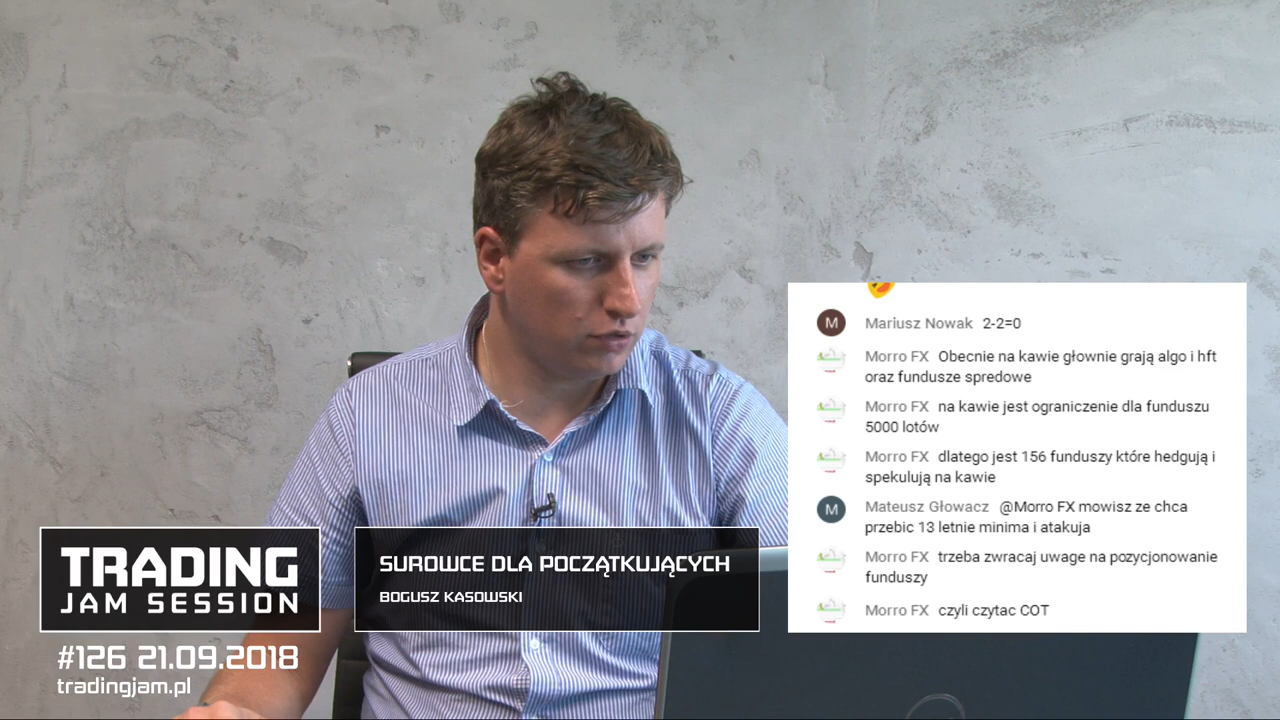 TRADING
JAM SESSION
#126 21.09.2018
tradingjam.pl
SUROWCE DLA POCZĄTKUJĄCYCH
BOGUSZ KASOWSKI
M Mariusz Nowak 2-2=0
Morro FX Obecnie na kawie głownie grają algo i hft
oraz fundusze spredowe
Morro FX na kawie jest ograniczenie dla funduszu
5000 lotów
Morro FX dlatego jest 156 funduszy które hedgują i
spekulują na kawie
M Mateusz Głowacz @Morro FX mowisz ze chca
przebic 13 letnie minima i atakuja
Morro FX trzeba zwracaj uwage na pozycjonowanie
funduszy
Morro FX czyli czytac COT